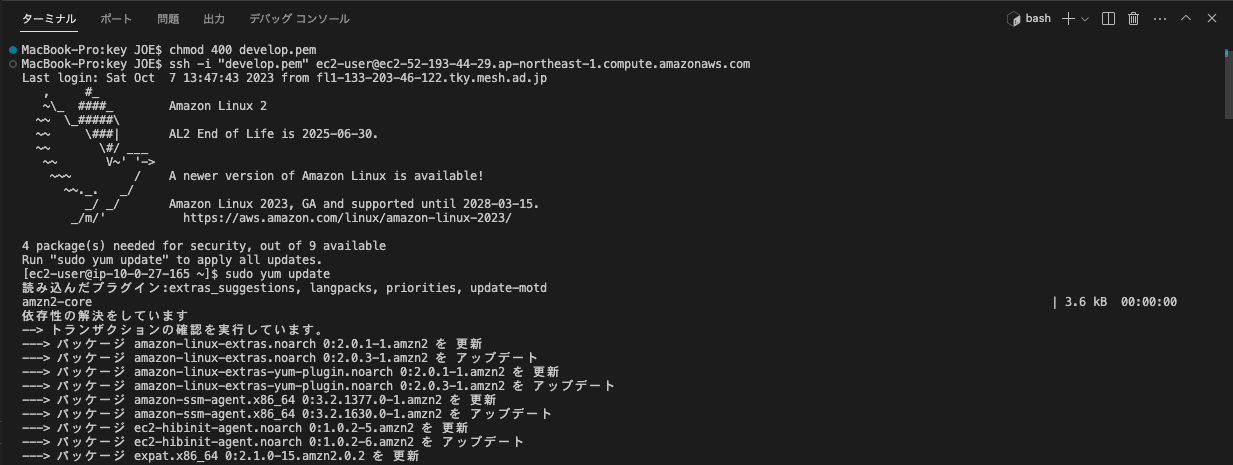 ターミナル ポート 問題 出力 デバッグ コンソール bash
MacBook-Pro:key JOE$ chmod 400 develop.pem
MacBook-Pro:key JOE$ ssh -i "develop.pem" ec2-user@ec2-52-193-44-29.ap-northeast-1.compute.amazonaws.com
Last login: Sat Oct  7 13:47:43 2023 from fl1-133-203-46-122.tky.mesh.ad.jp
   ,     #_
   ~\_  ####_        Amazon Linux 2
  ~~  \_#####\
  ~~     \###|       AL2 End of Life is 2025-06-30.
  ~~       \#/ ___
   ~~       V~' '->
    ~~~         /    A newer version of Amazon Linux is available!
      ~~._.   _/
         _/ _/       Amazon Linux 2023, GA and supported until 2028-03-15.
       _/m/'           https://aws.amazon.com/linux/amazon-linux-2023/
4 package(s) needed for security, out of 9 available
Run "sudo yum update" to apply all updates.
[ec2-user@ip-10-0-27-165 ~]$ sudo yum update
読み込んだプラグイン:extras_suggestions, langpacks, priorities, update-motd
amzn2-core | 3.6 kB  00:00:00
依存性の解決をしています
--> トランザクションの確認を実行しています。
---> パッケージ amazon-linux-extras.noarch 0:2.0.1-1.amzn2 を 更新
---> パッケージ amazon-linux-extras.noarch 0:2.0.3-1.amzn2 を アップデート
---> パッケージ amazon-linux-extras-yum-plugin.noarch 0:2.0.1-1.amzn2 を 更新
---> パッケージ amazon-linux-extras-yum-plugin.noarch 0:2.0.3-1.amzn2 を アップデート
---> パッケージ amazon-ssm-agent.x86_64 0:3.2.1377.0-1.amzn2 を 更新
---> パッケージ amazon-ssm-agent.x86_64 0:3.2.1630.0-1.amzn2 を アップデート
---> パッケージ ec2-hibinit-agent.noarch 0:1.0.2-5.amzn2 を 更新
---> パッケージ ec2-hibinit-agent.noarch 0:1.0.2-6.amzn2 を アップデート
---> パッケージ expat.x86_64 0:2.1.0-15.amzn2.0.2 を 更新